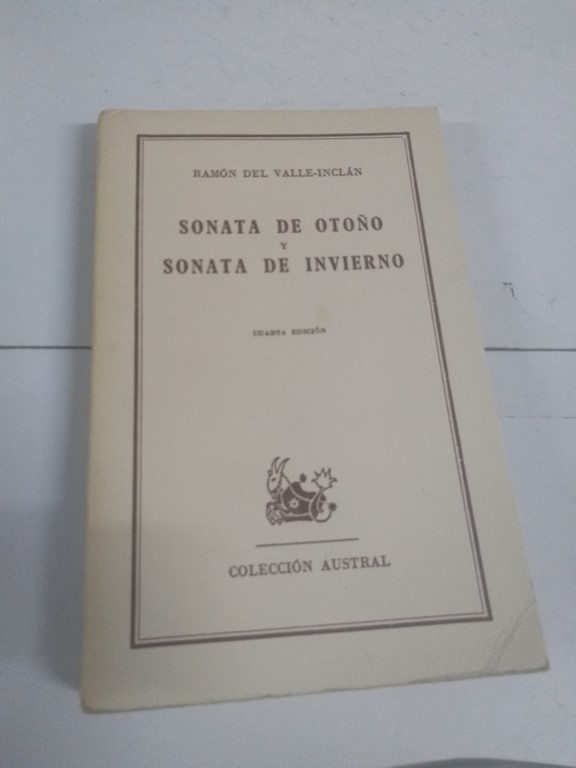 RAMÓN DEL VALLE-INCLÁN
SONATA DE OTOÑO
Y
SONATA DE INVIERNO
CUARTA EDICIÓN
COLECCIÓN AUSTRAL